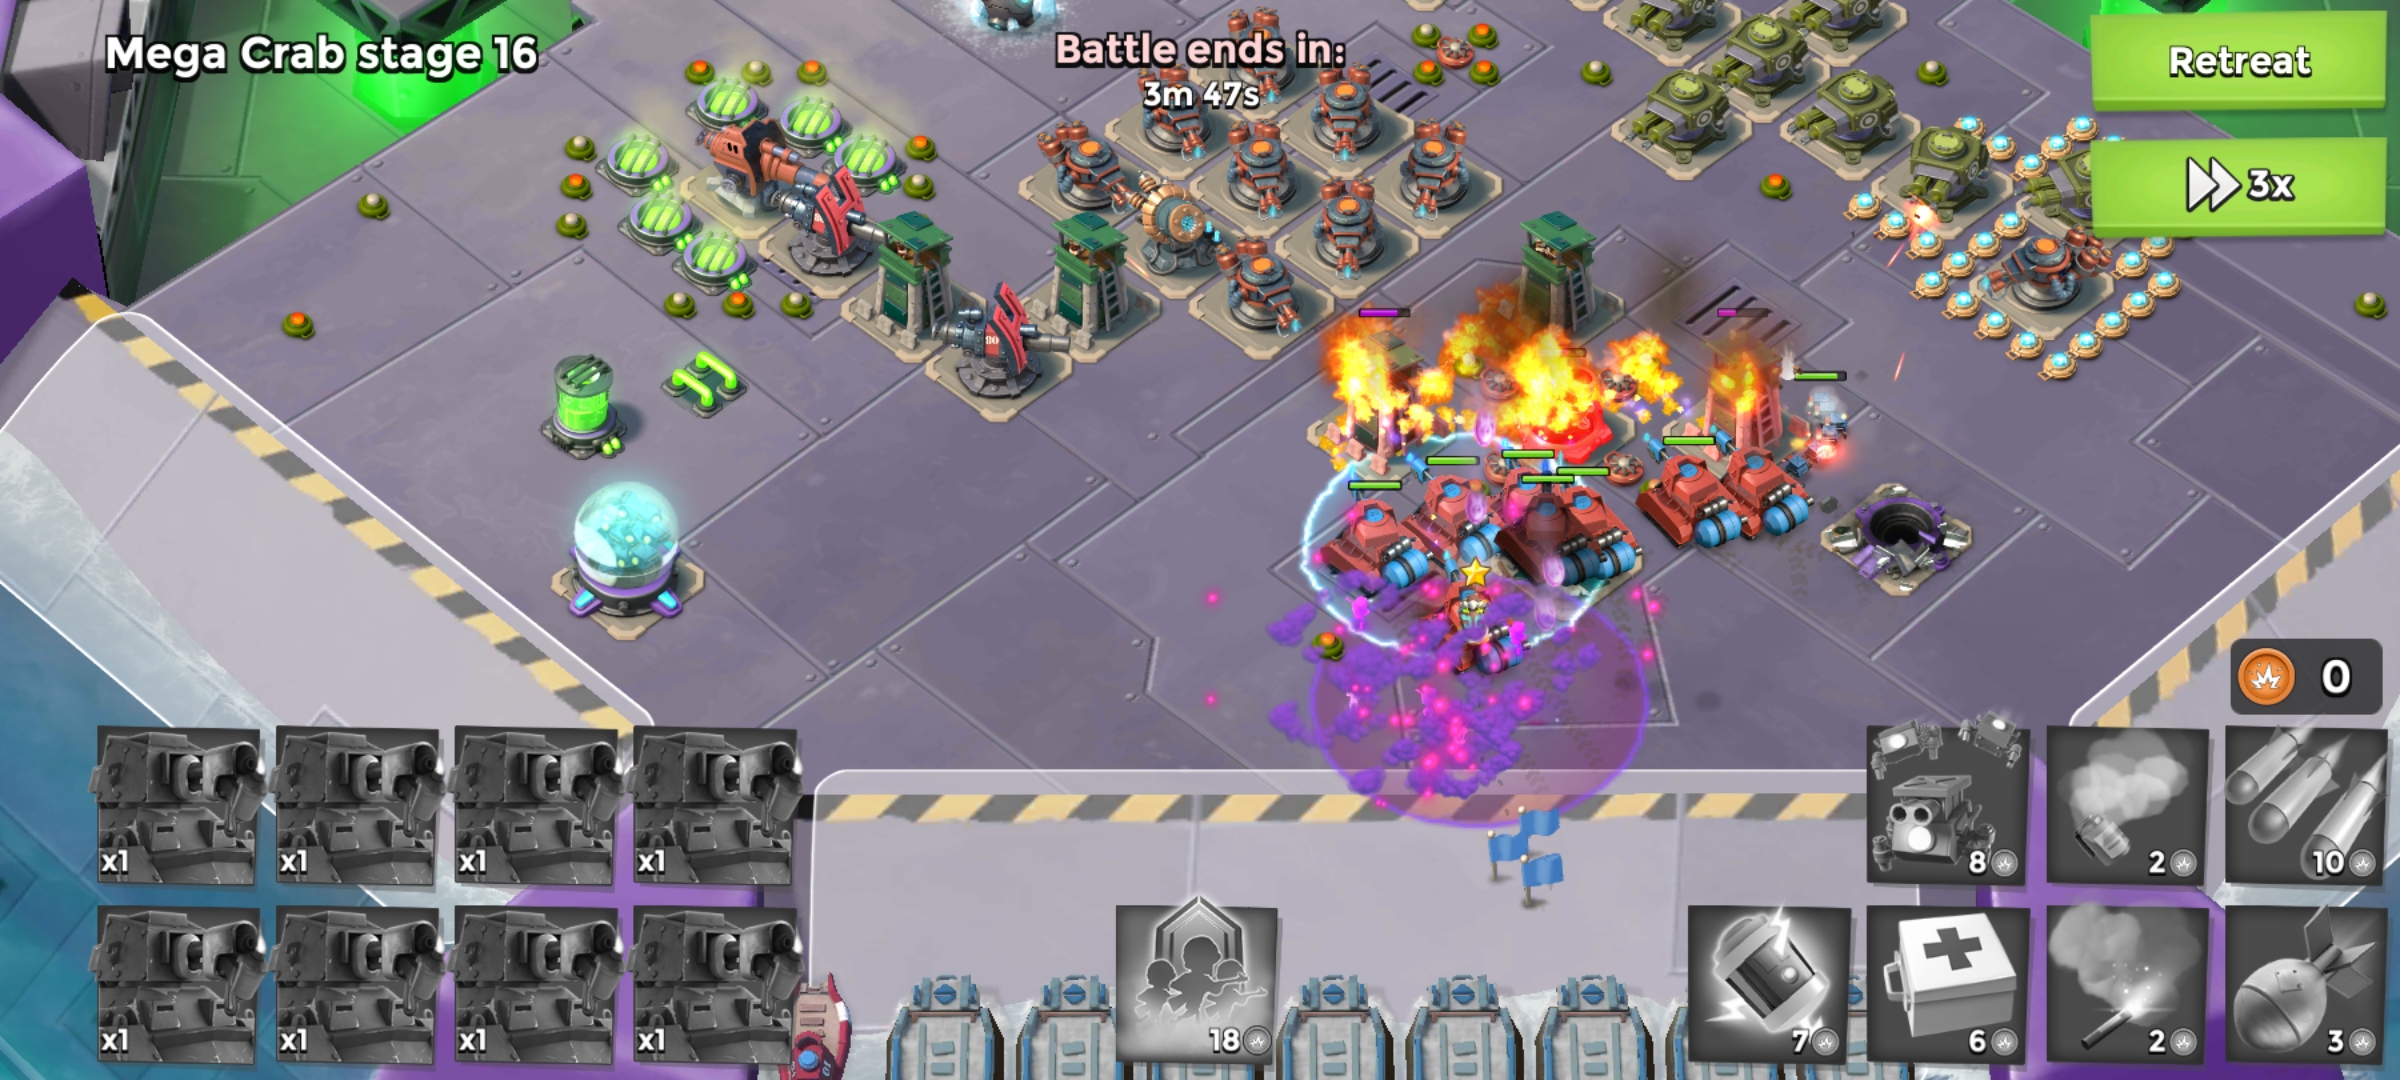 Mega Crab stage 16
Battle ends in:
3m 47s
Retreat
3x
0
x1
x1
x1
x1
8
2
10
x1
x1
x1
x1
18
7
6
2
3